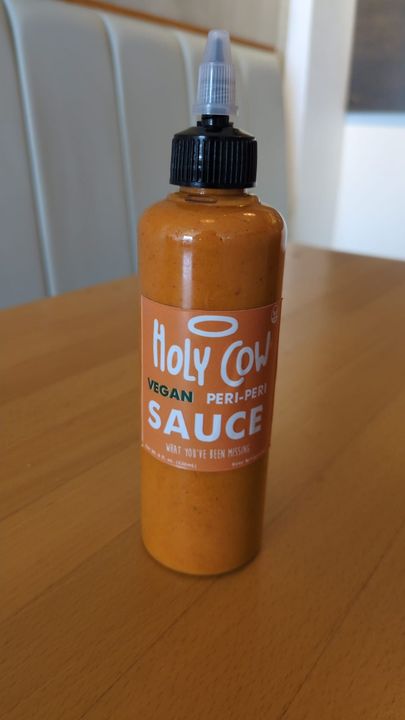 HOLY COW
VEGAN PERI-PERI
SAUCE
WHAT YOU'VE BEEN MISSING